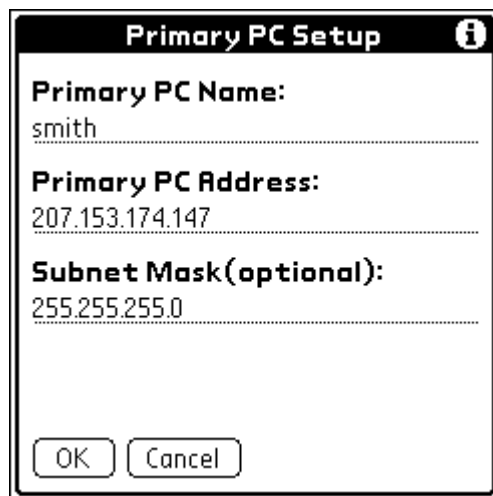 Primary PC Setup
Primary PC Name:
smith
Primary PC Address:
207.153.174.147
Subnet Mask(optional):
255.255.255.0
OK Cancel